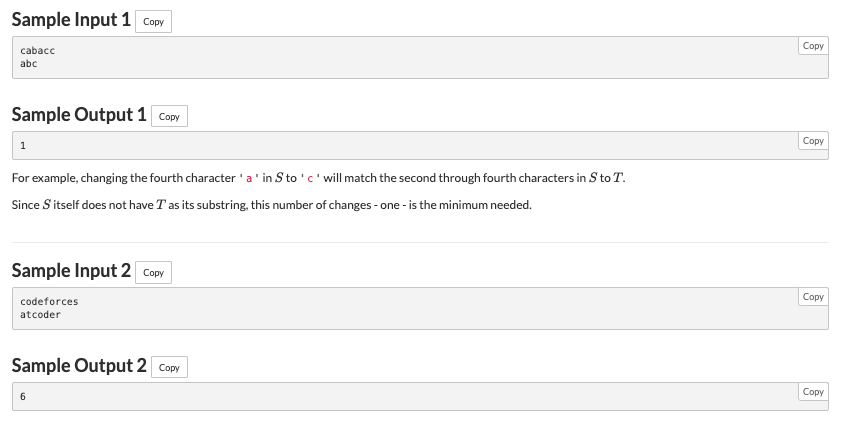 Sample Input 1 Copy
Copy
cabacc
abc
Sample Output 1 Copy
Copy
1
For example, changing the fourth character 'a' in S to 'c' will match the second through fourth characters in S to T.
Since S itself does not have T as its substring, this number of changes - one - is the minimum needed.
Sample Input 2 Copy
Copy
codeforces
atcoder
Sample Output 2 Copy
Copy
6